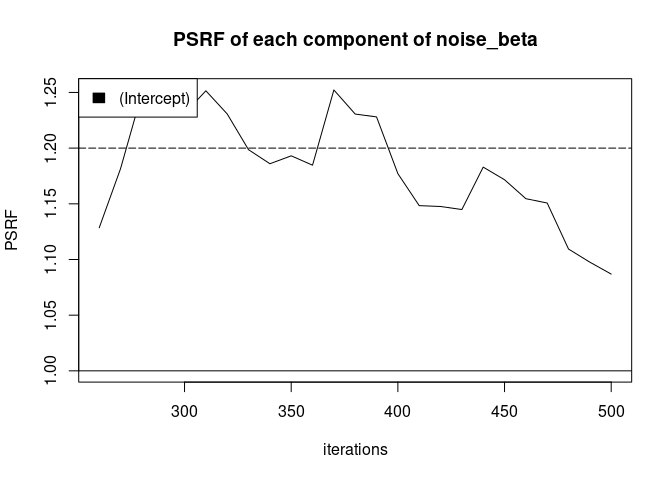 PSRF of each component of noise_beta
(Intercept)
PSRF
1.25
1.20
1.15
1.10
1.05
1.00
300 350 400 450 500
iterations